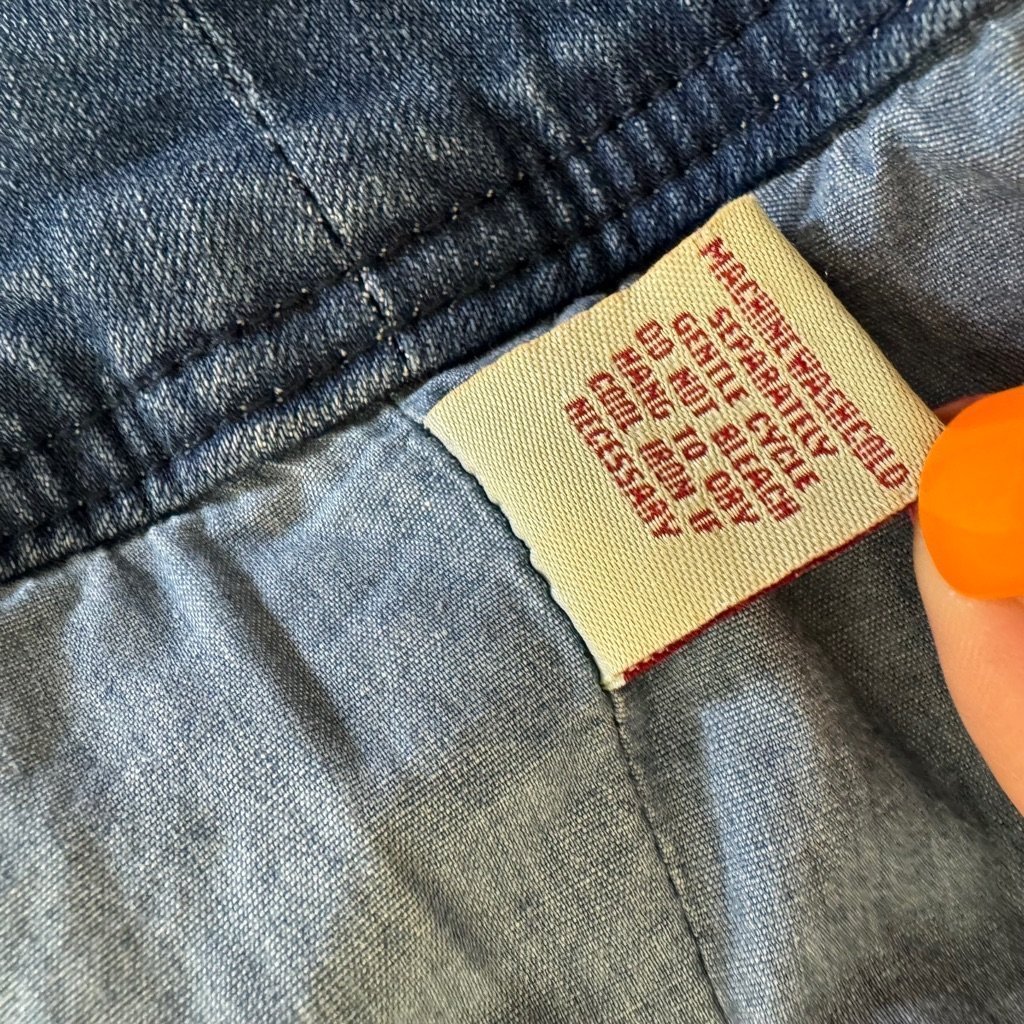 MACHINE WASH COLD
SEPARATELY
GENTLE CYCLE
DO NOT BLEACH
HANG TO DRY
COOL IRON IF
NECESSARY